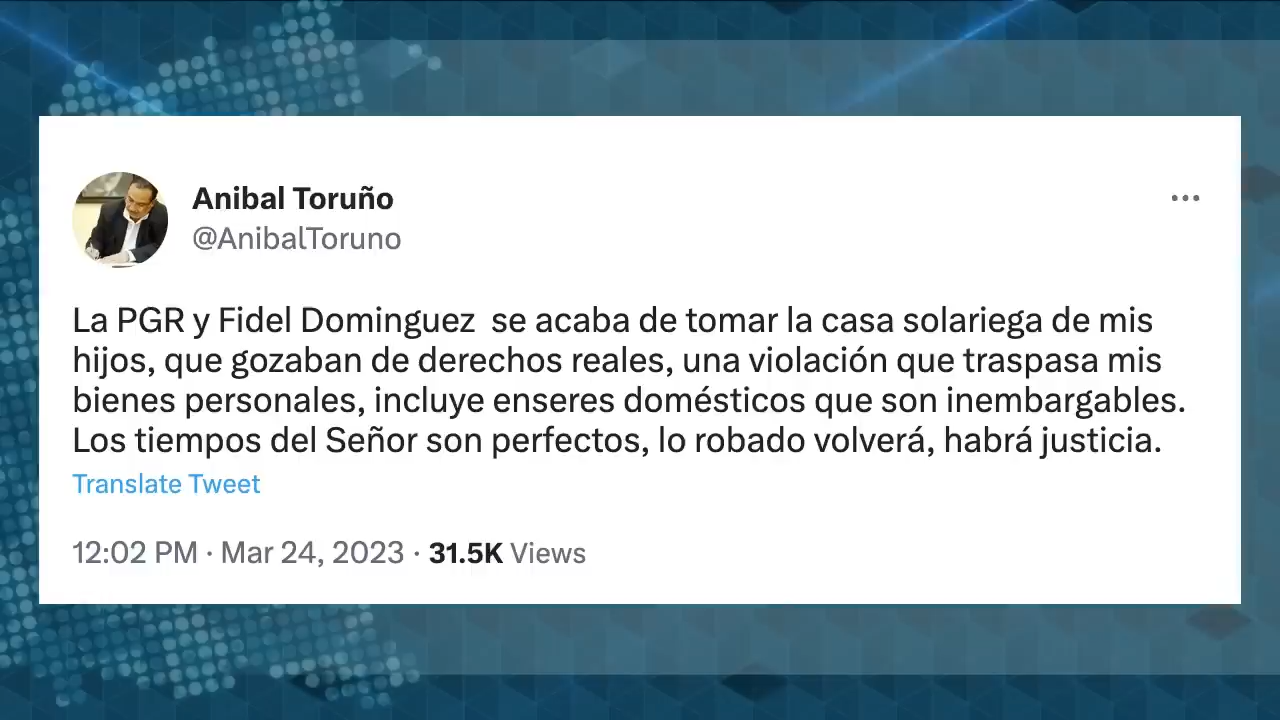 Anibal Toruño
@AnibalToruno
La PGR y Fidel Dominguez  se acaba de tomar la casa solariega de mis
hijos, que gozaban de derechos reales, una violación que traspasa mis
bienes personales, incluye enseres domésticos que son inembargables.
Los tiempos del Señor son perfectos, lo robado volverá, habrá justicia.
Translate Tweet
12:02 PM · Mar 24, 2023 · 31.5K Views